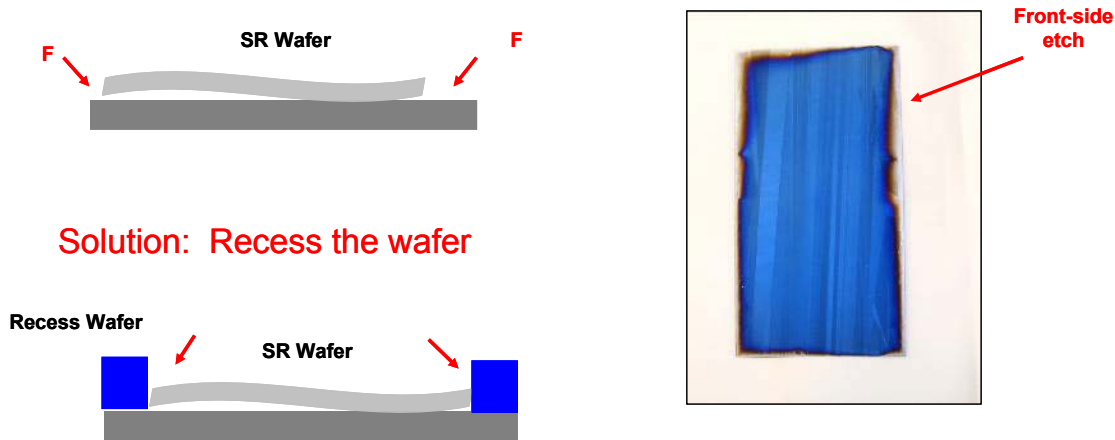 F
SR Wafer
F
Front-side
etch
Solution: Recess the wafer
Recess Wafer
SR Wafer